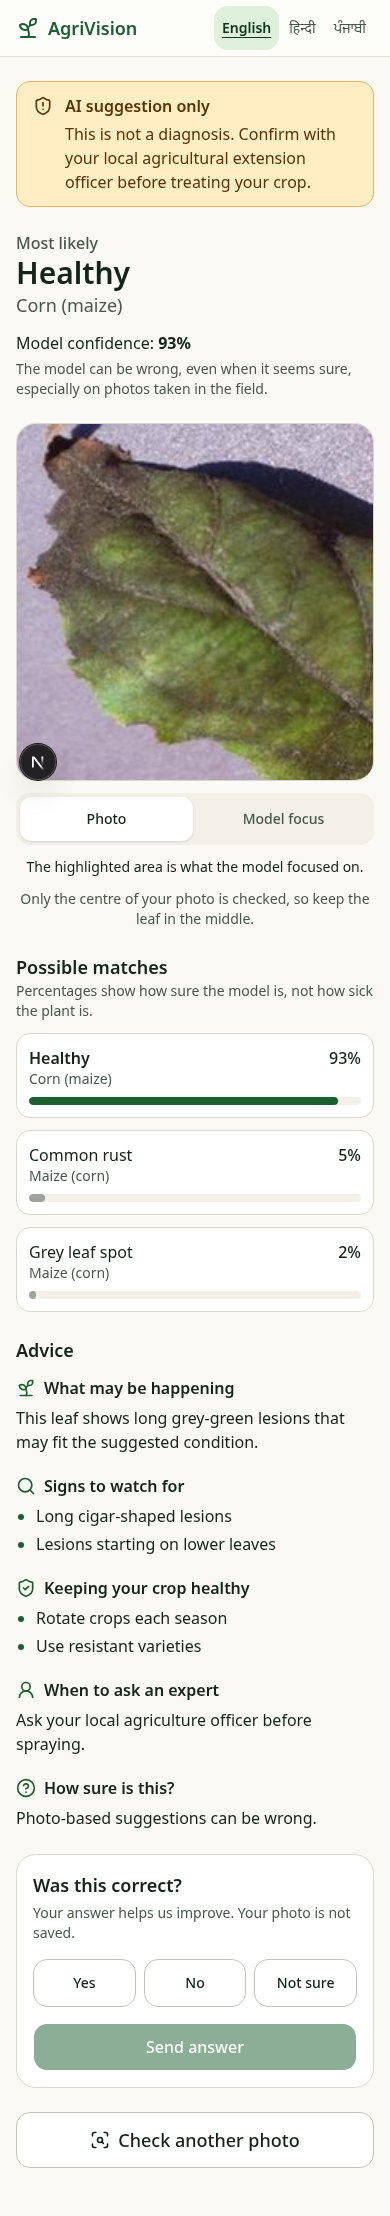 AgriVision
English
हिन्दी
ਪੰਜਾਬੀ
AI suggestion only
This is not a diagnosis. Confirm with
your local agricultural extension
officer before treating your crop.
Most likely
Healthy
Corn (maize)
Model confidence: 93%
The model can be wrong, even when it seems sure,
especially on photos taken in the field.
N
Photo
Model focus
The highlighted area is what the model focused on.
Only the centre of your photo is checked, so keep the
leaf in the middle.
Possible matches
Percentages show how sure the model is, not how sick
the plant is.
Healthy
93%
Corn (maize)
Common rust
5%
Maize (corn)
Grey leaf spot
2%
Maize (corn)
Advice
What may be happening
This leaf shows long grey-green lesions that
may fit the suggested condition.
Signs to watch for
Long cigar-shaped lesions
Lesions starting on lower leaves
Keeping your crop healthy
Rotate crops each season
Use resistant varieties
When to ask an expert
Ask your local agriculture officer before
spraying.
How sure is this?
Photo-based suggestions can be wrong.
Was this correct?
Your answer helps us improve. Your photo is not
saved.
Yes
No
Not sure
Send answer
Check another photo